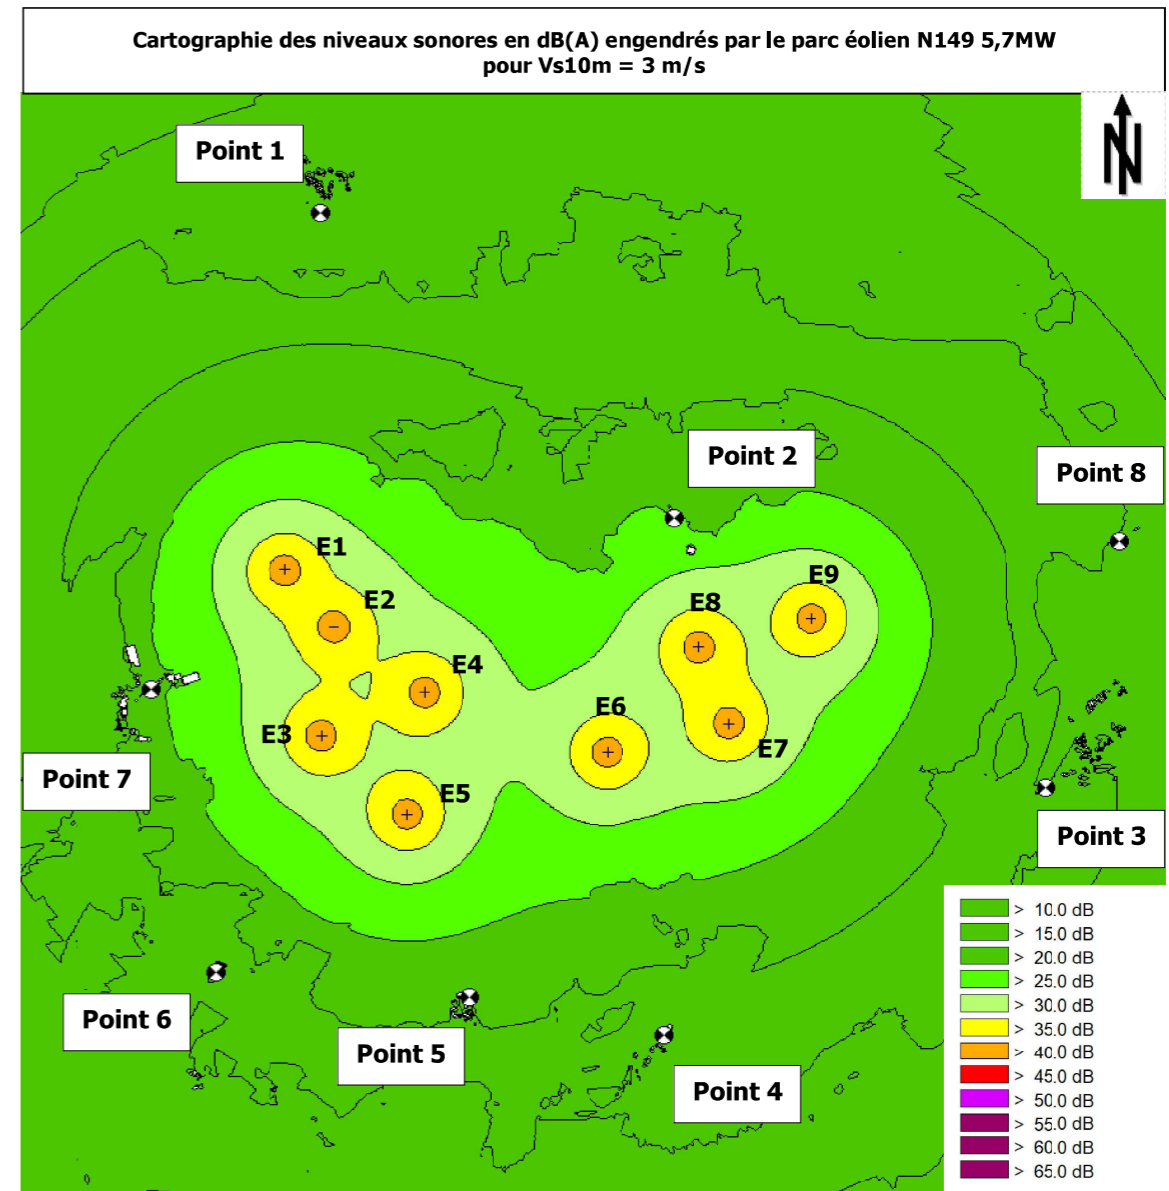 Cartographie des niveaux sonores en dB(A) engendrés par le parc éolien N149 5,7MW
pour Vs10m = 3 m/s
N
Point 1
Point 2
Point 8
E1
E2
E9
E8
E4
E6
E3
E7
Point 7
E5
Point 3
Point 6
Point 5
Point 4
> 10.0 dB
> 15.0 dB
> 20.0 dB
> 25.0 dB
> 30.0 dB
> 35.0 dB
> 40.0 dB
> 45.0 dB
> 50.0 dB
> 55.0 dB
> 60.0 dB
> 65.0 dB